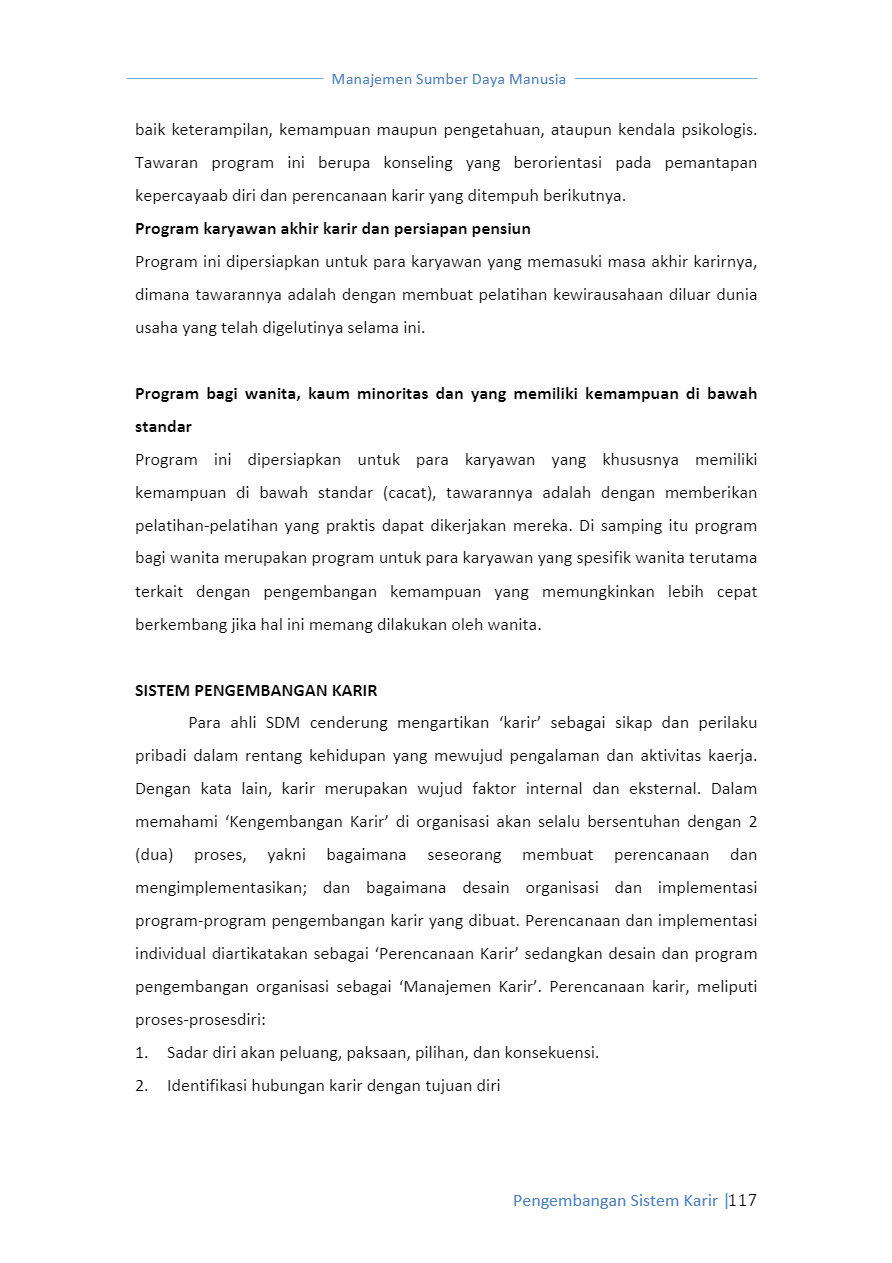 Manajemen Sumber Daya Manusia
baik keterampilan, kemampuan maupun pengetahuan, ataupun kendala psikologis.
Tawaran program ini berupa konseling yang berorientasi pada pemantapan
kepercayaab diri dan perencanaan karir yang ditempuh berikutnya.
Program karyawan akhir karir dan persiapan pensiun
Program ini dipersiapkan untuk para karyawan yang memasuki masa akhir karirnya,
dimana tawarannya adalah dengan membuat pelatihan kewirausahaan diluar dunia
usaha yang telah digelutinya selama ini.
Program bagi wanita, kaum minoritas dan yang memiliki kemampuan di bawah
standar
Program ini dipersiapkan untuk para karyawan yang khususnya memiliki
kemampuan di bawah standar (cacat), tawarannya adalah dengan memberikan
pelatihan-pelatihan yang praktis dapat dikerjakan mereka. Di samping itu program
bagi wanita merupakan program untuk para karyawan yang spesifik wanita terutama
terkait dengan pengembangan kemampuan yang memungkinkan lebih cepat
berkembang jika hal ini memang dilakukan oleh wanita.
SISTEM PENGEMBANGAN KARIR
Para ahli SDM cenderung mengartikan ‘karir’ sebagai sikap dan perilaku
pribadi dalam rentang kehidupan yang mewujud pengalaman dan aktivitas kaerja.
Dengan kata lain, karir merupakan wujud faktor internal dan eksternal. Dalam
memahami ‘Kengembangan Karir’ di organisasi akan selalu bersentuhan dengan 2
(dua) proses, yakni bagaimana seseorang membuat perencanaan dan
mengimplementasikan; dan bagaimana desain organisasi dan implementasi
program-program pengembangan karir yang dibuat. Perencanaan dan implementasi
individual diartikatakan sebagai ‘Perencanaan Karir’ sedangkan desain dan program
pengembangan organisasi sebagai ‘Manajemen Karir’. Perencanaan karir, meliputi
proses-prosesdiri:
1. Sadar diri akan peluang, paksaan, pilihan, dan konsekuensi.
2. Identifikasi hubungan karir dengan tujuan diri
Pengembangan Sistem Karir |117